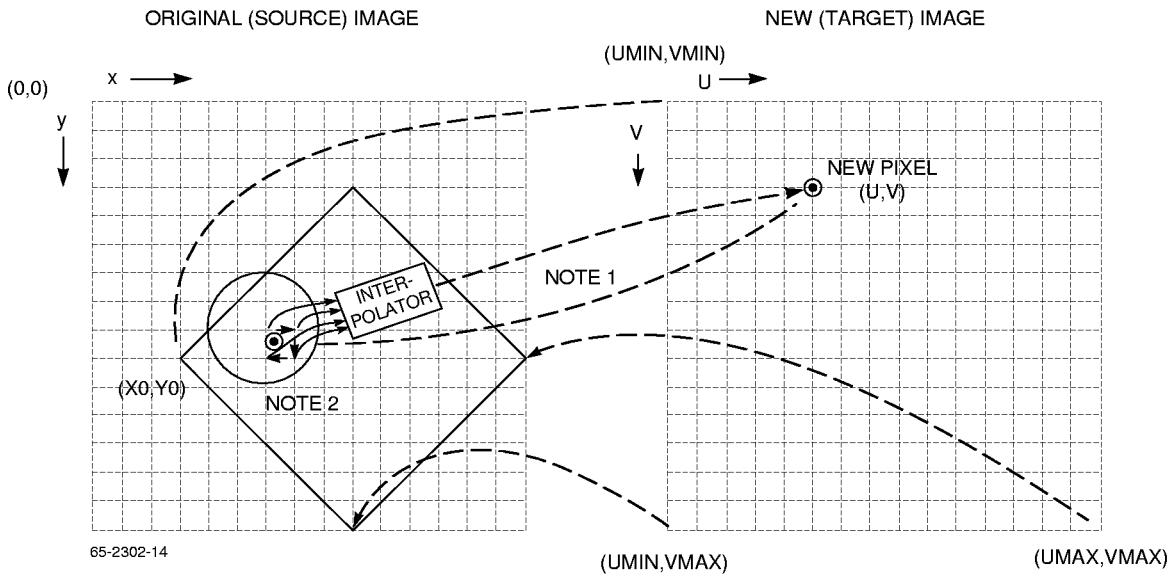 ORIGINAL (SOURCE) IMAGE
NEW (TARGET) IMAGE
(UMIN,VMIN)
x
U
(0,0)
y
V
NEW PIXEL
(U,V)
NOTE 1
INTER-
POLATOR
(X0,Y0)
NOTE 2
65-2302-14
(UMIN,VMAX)
(UMAX,VMAX)